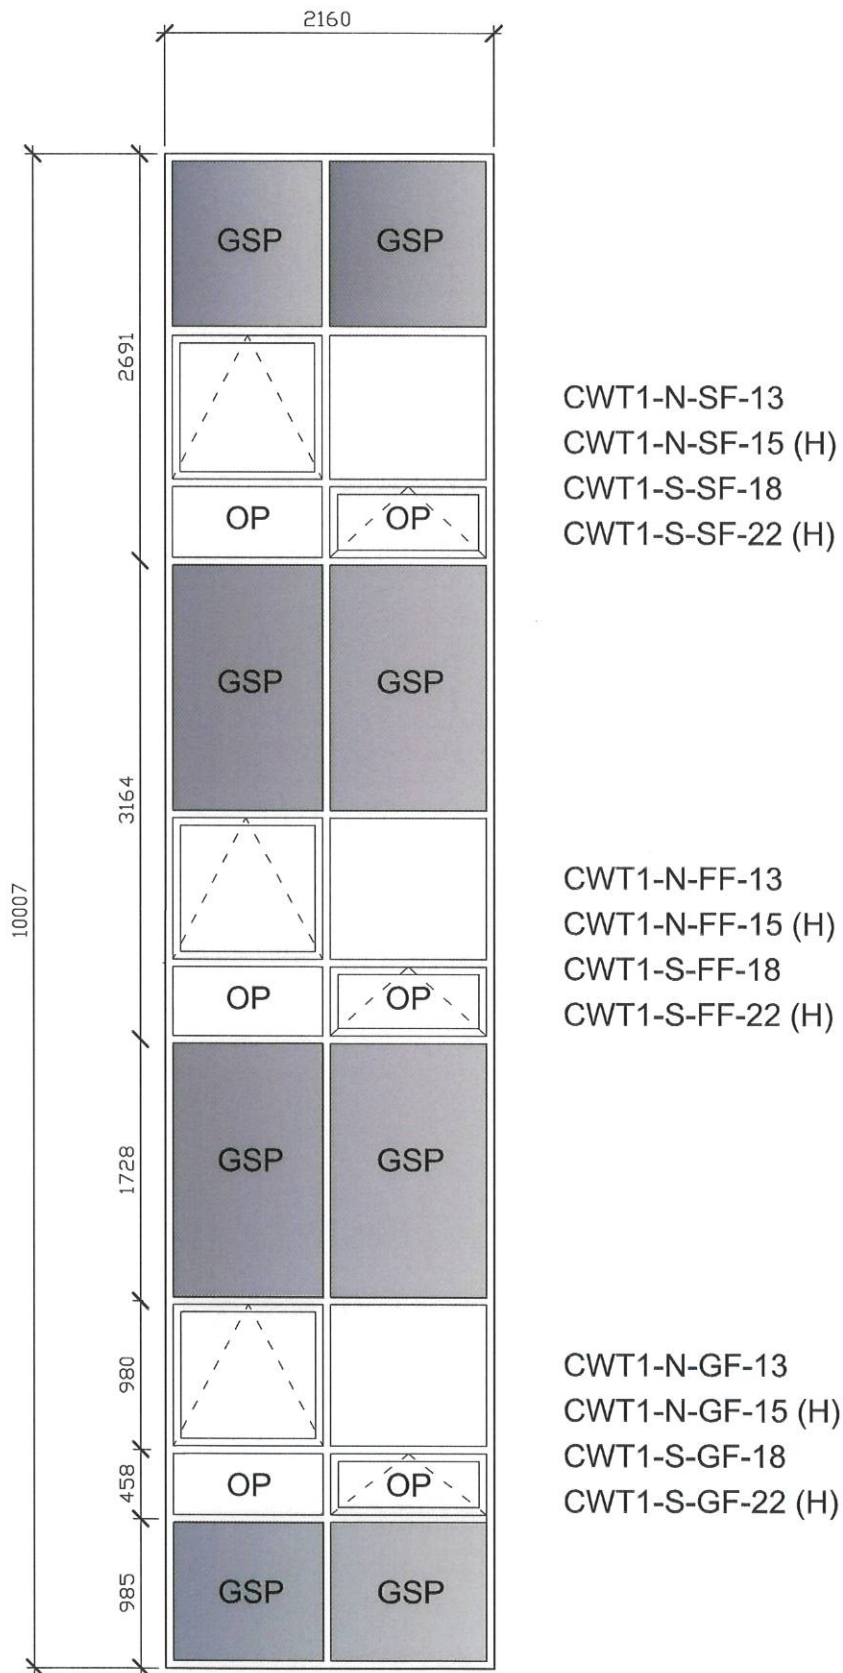 2160
GSP GSP
2691
CWT1-N-SF-13
CWT1-N-SF-15 (H)
CWT1-S-SF-18
CWT1-S-SF-22 (H)
OP OP
GSP GSP
3164
10007
CWT1-N-FF-13
CWT1-N-FF-15 (H)
CWT1-S-FF-18
CWT1-S-FF-22 (H)
OP OP
GSP GSP
1728
980
CWT1-N-GF-13
CWT1-N-GF-15 (H)
CWT1-S-GF-18
CWT1-S-GF-22 (H)
458
OP OP
985
GSP GSP